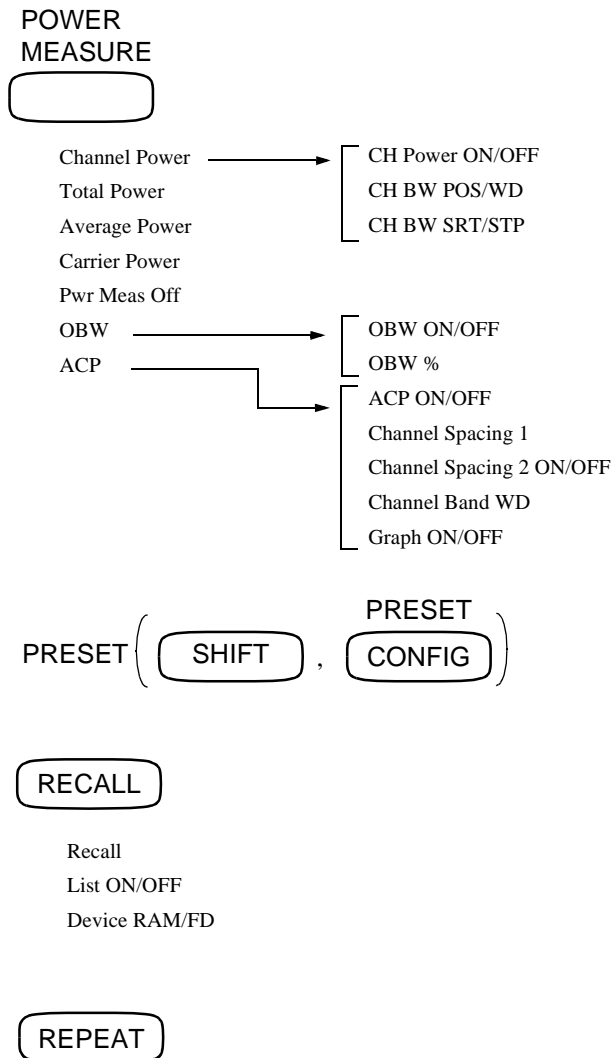 POWER
MEASURE
Channel Power
CH Power ON/OFF
Total Power
CH BW POS/WD
Average Power
CH BW SRT/STP
Carrier Power
Pwr Meas Off
OBW
OBW ON/OFF
OBW %
ACP
ACP ON/OFF
Channel Spacing 1
Channel Spacing 2 ON/OFF
Channel Band WD
Graph ON/OFF
PRESET
PRESET ( SHIFT , CONFIG )
RECALL
Recall
List ON/OFF
Device RAM/FD
REPEAT